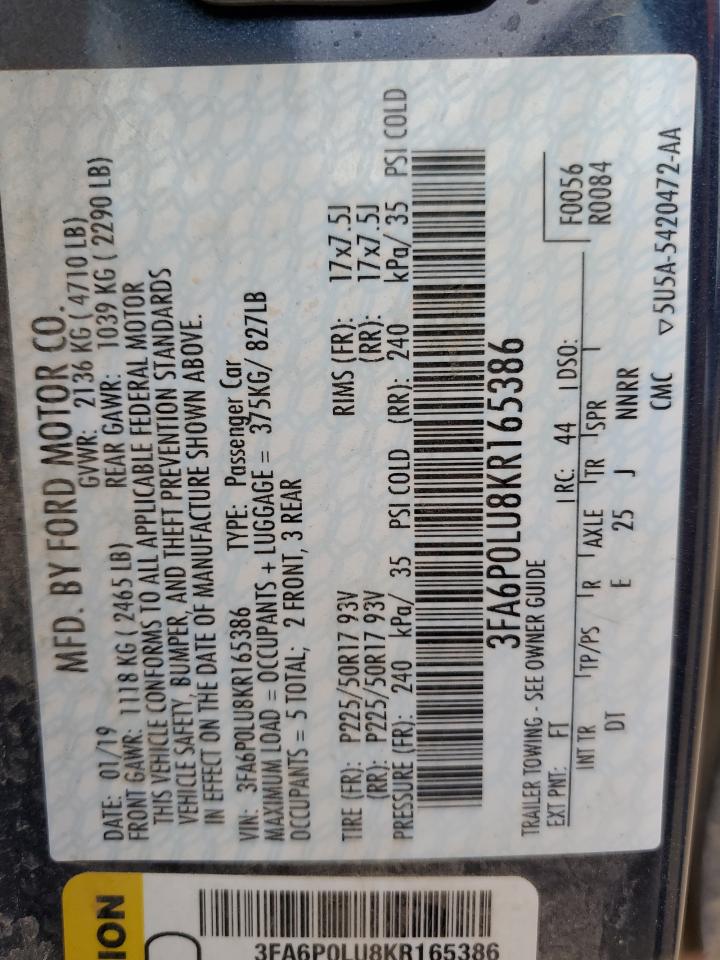 MFD. BY FORD MOTOR CO.
DATE: 01/19 GVWR: 2136 KG ( 4710 LB)
FRONT GAWR: 1118 KG ( 2465 LB) REAR GAWR: 1039 KG ( 2290 LB)
THIS VEHICLE CONFORMS TO ALL APPLICABLE FEDERAL MOTOR
VEHICLE SAFETY, BUMPER, AND THEFT PREVENTION STANDARDS
IN EFFECT ON THE DATE OF MANUFACTURE SHOWN ABOVE.
VIN: 3FA6P0LU8KR165386 TYPE: Passenger Car
MAXIMUM LOAD = OCCUPANTS + LUGGAGE = 375KG/ 827LB
OCCUPANTS = 5 TOTAL; 2 FRONT, 3 REAR
TIRE (FR): P225/50R17 93V RIMS (FR): 17x7.5J
(RR): P225/50R17 93V (RR): 17x7.5J
PRESSURE (FR): 240 kPa/ 35 PSI COLD (RR): 240 kPa/ 35 PSI COLD
3FA6P0LU8KR165386
TRAILER TOWING - SEE OWNER GUIDE
EXT PNT: FT RC: 44 DSO: F0056
R0084
INT TR TP/PS R AXLE TR SPR
DT E 25 J NNRR
CMC ▽5U5A-5420472-AA
ION
3FA6P0LU8KR165386